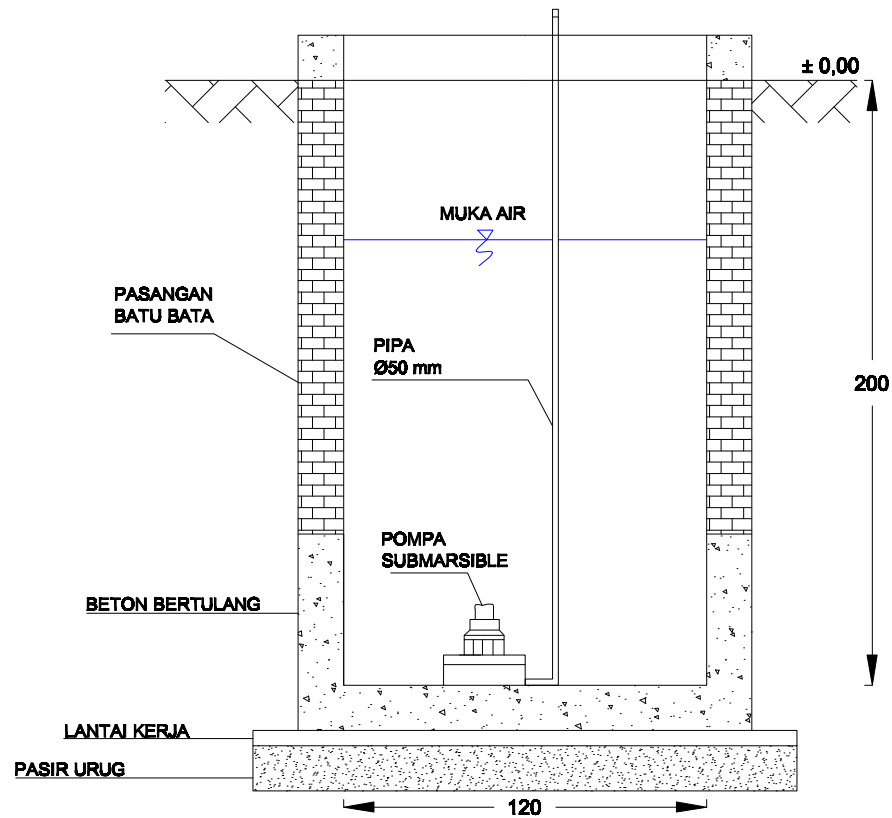 ± 0,00
MUKA AIR
PASANGAN
BATU BATA
PIPA
Ø50 mm
200
POMPA
SUBMARSIBLE
BETON BERTULANG
LANTAI KERJA
PASIR URUG
120